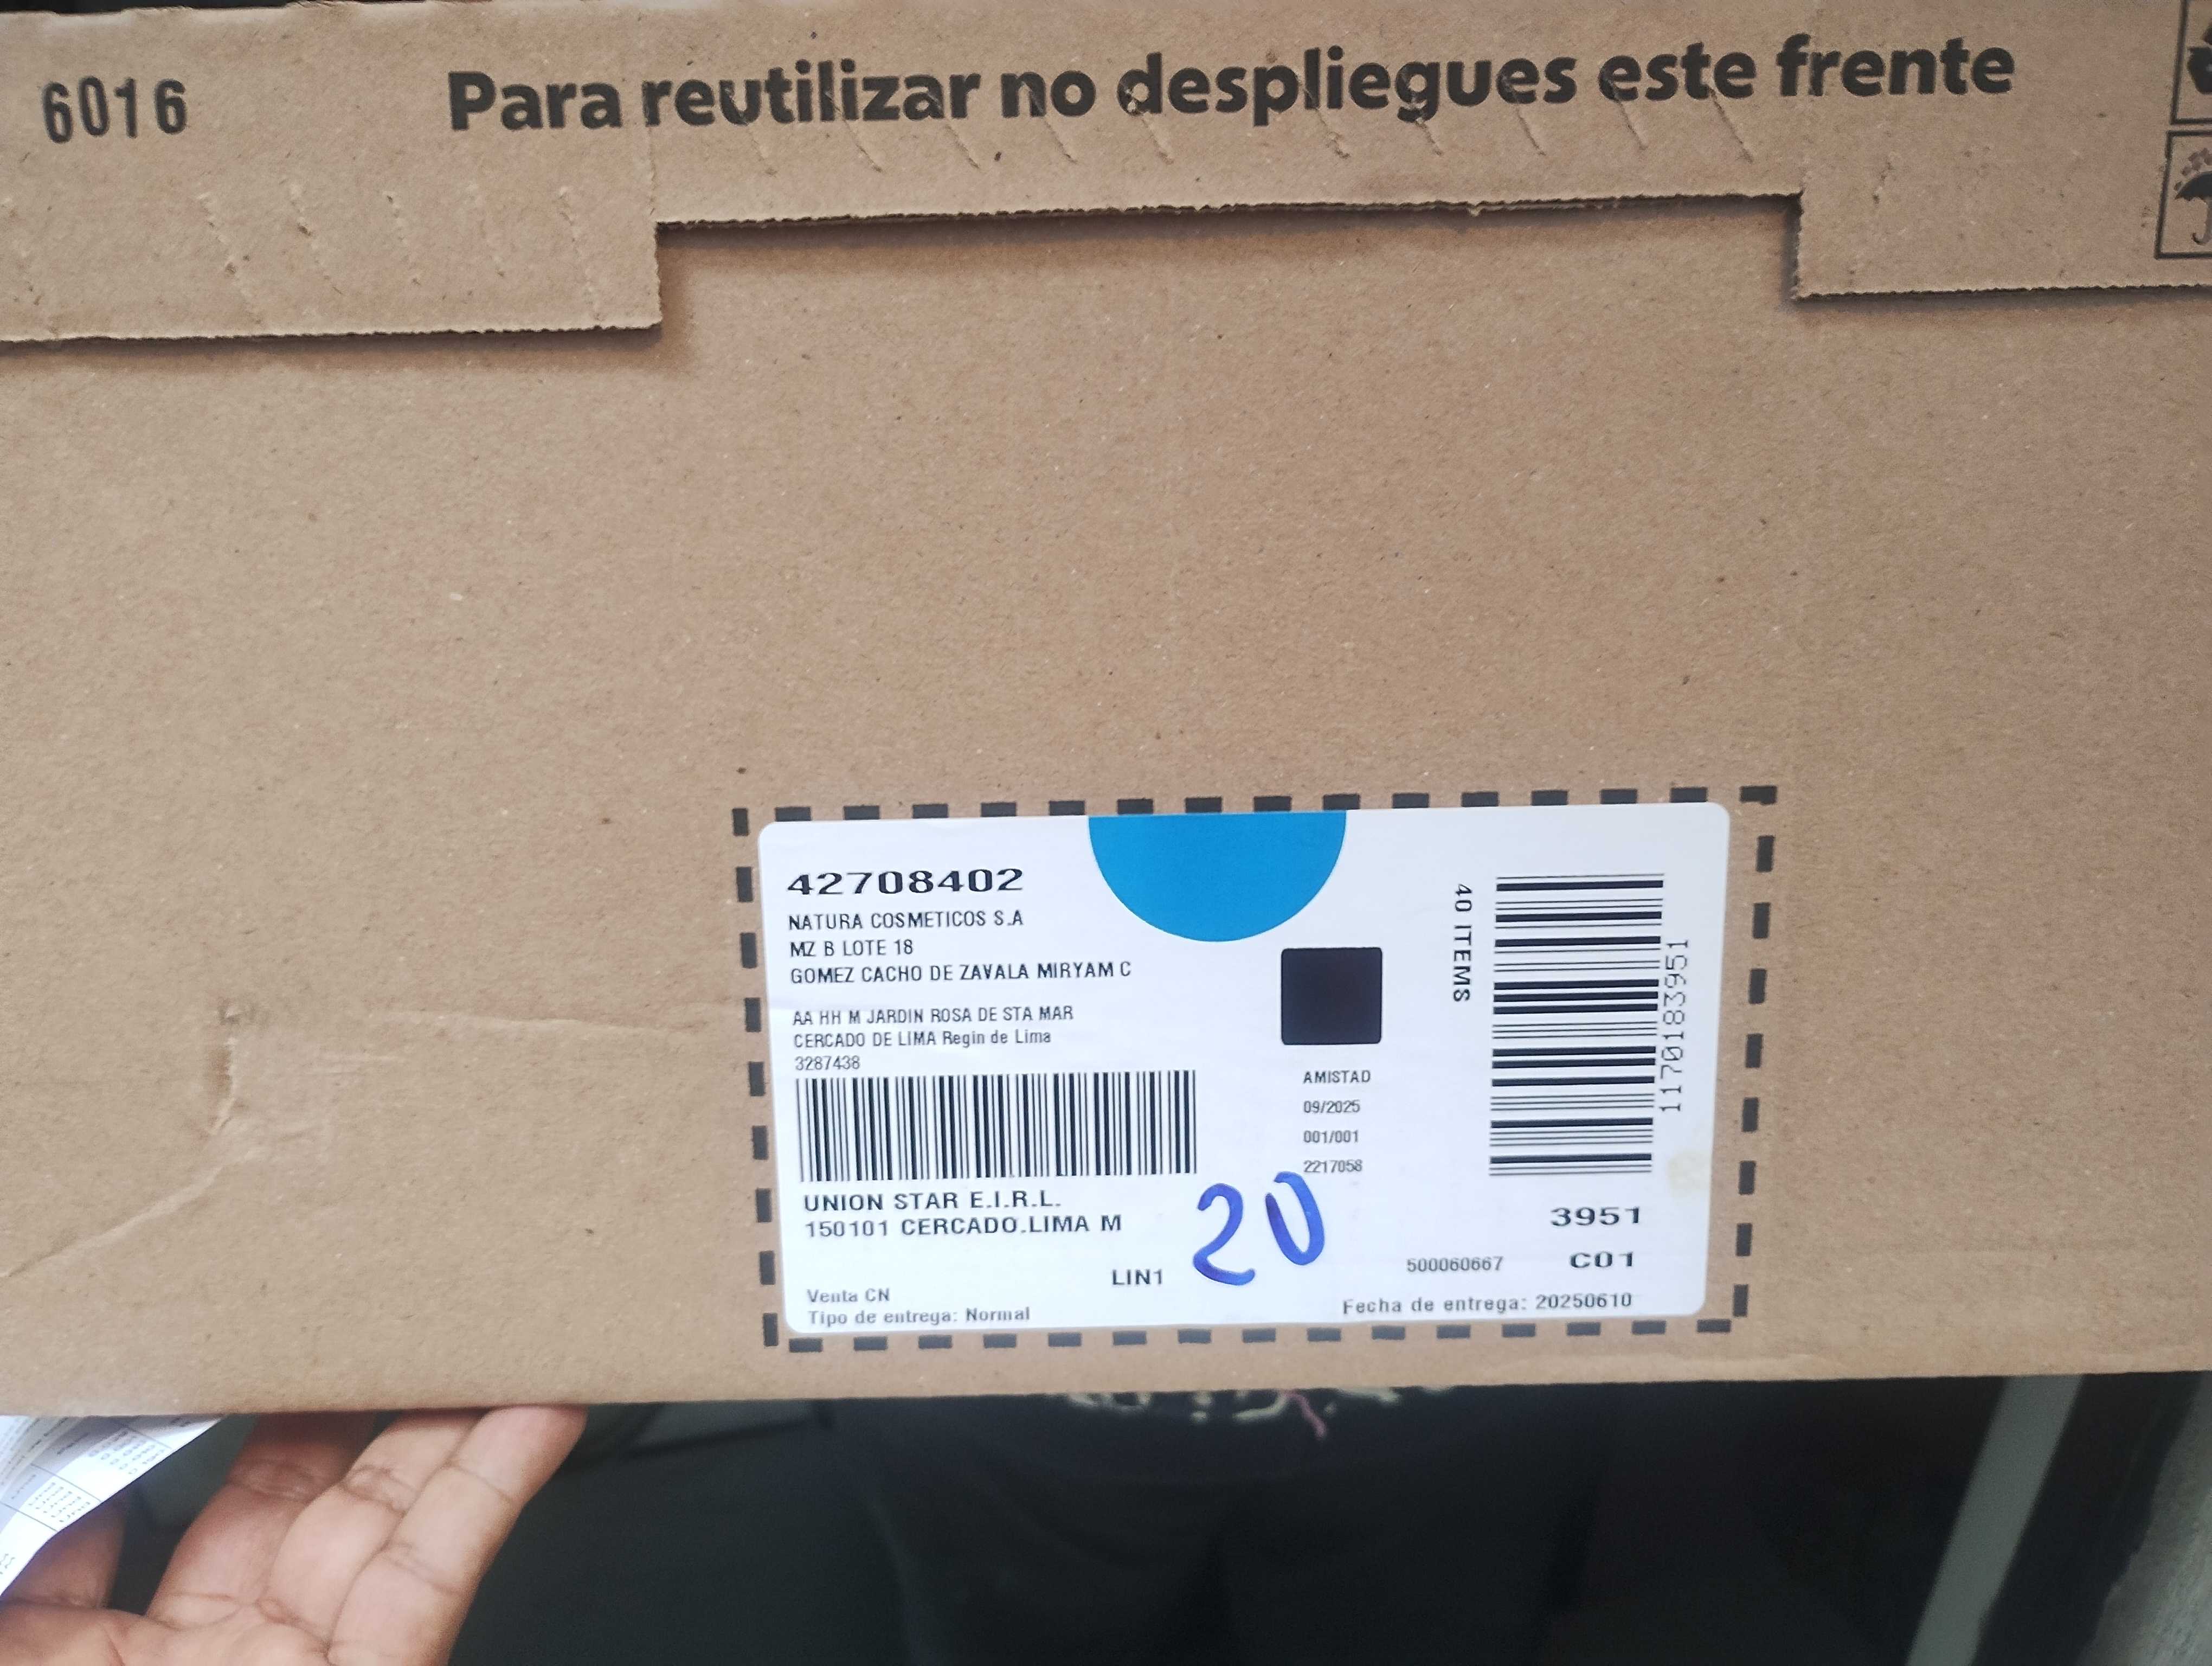 6016
Para reutilizar no despliegues este frente
42708402
NATURA COSMETICOS S.A
MZ B LOTE 18
GOMEZ CACHO DE ZAVALA MIRYAM C
AA HH M JARDIN ROSA DE STA MAR
CERCADO DE LIMA Regin de Lima
3287438
UNION STAR E.I.R.L.
150101 CERCADO.LIMA M
LIN1
Venta CN
Tipo de entrega: Normal
AMISTAD
09/2025
001/001
2217058
20
40 ITEMS
1170183951
3951
500060667
C01
Fecha de entrega: 20250610